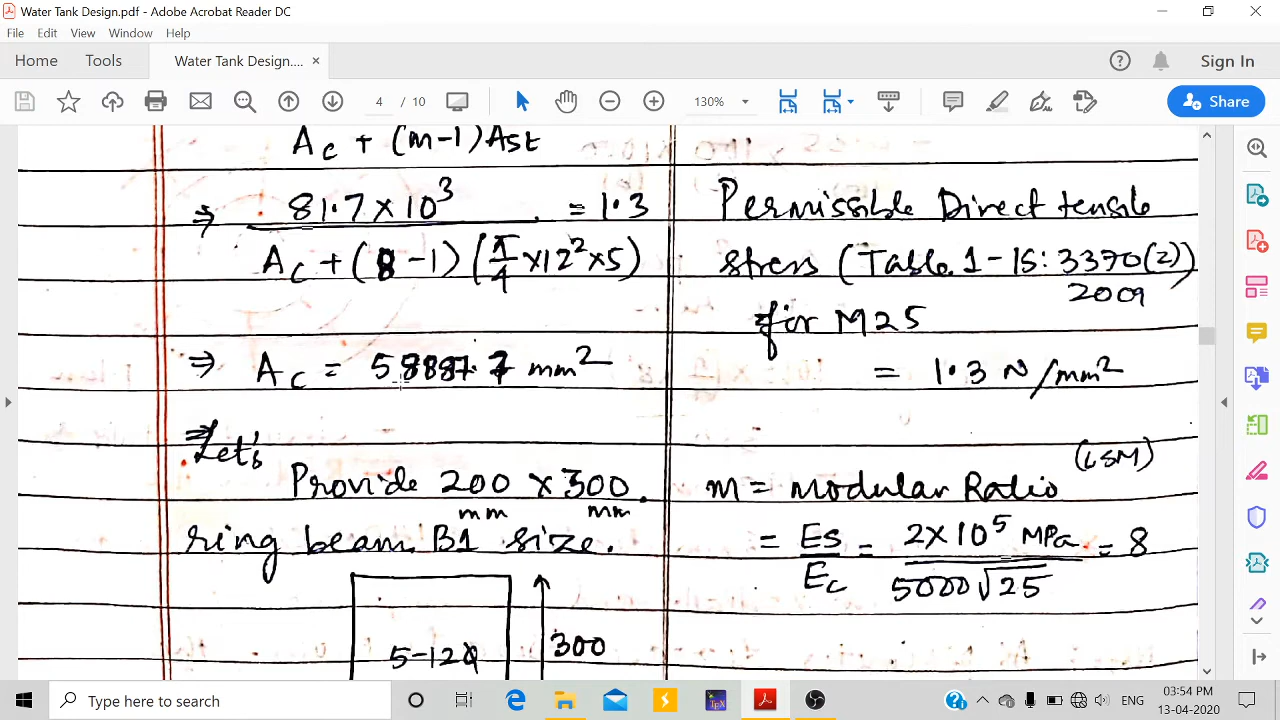 Water Tank Design.pdf - Adobe Acrobat Reader DC
File Edit View Window Help
Home Tools Water Tank Design.... × Sign In
4 / 10 130% Share
Ac + (m-1) Ast
⇒ 81.7 × 10³ = 1.3
Ac + (8 -1) (π/4 ×12² ×5)
⇒ Ac = 58887.7 mm²
⇒ Let's
Provide 200 × 300
mm mm
ring beam B1 size.
5-12ϕ
300
Permissible Direct tensile
stress (Table 1 - IS: 3370(2))
2009
for M25
= 1.3 N/mm²
(LSM)
m = Modular Ratio
= Es/Ec = 2×10⁵ MPa / 5000√25 = 8
Type here to search
ENG
03:54 PM
13-04-2020